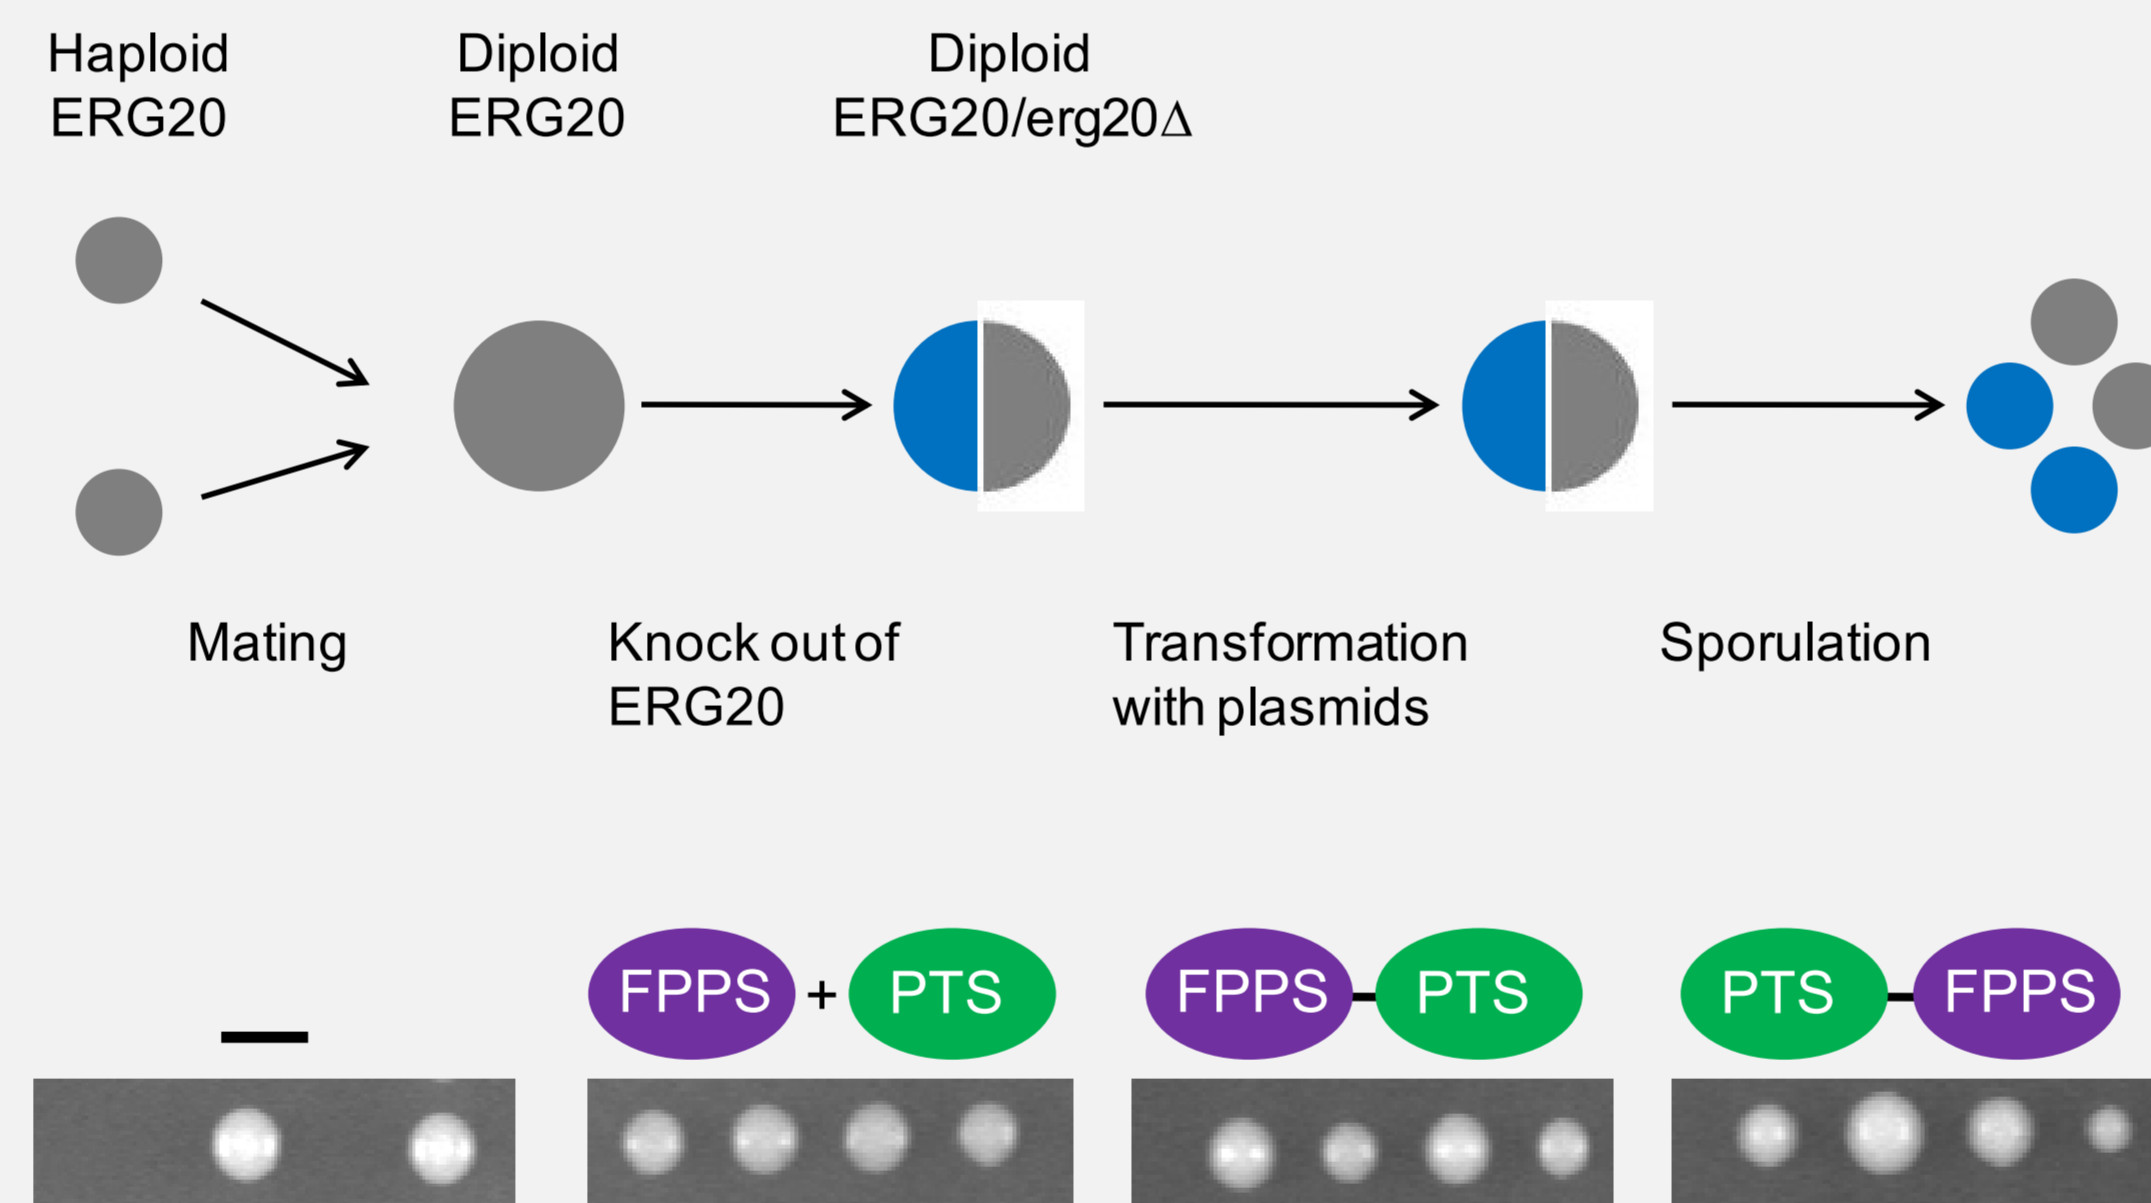 Haploid
ERG20
Diploid
ERG20
Diploid
ERG20/erg20Δ
Mating
Knock out of
ERG20
Transformation
with plasmids
Sporulation
FPPS + PTS
FPPS PTS
PTS FPPS